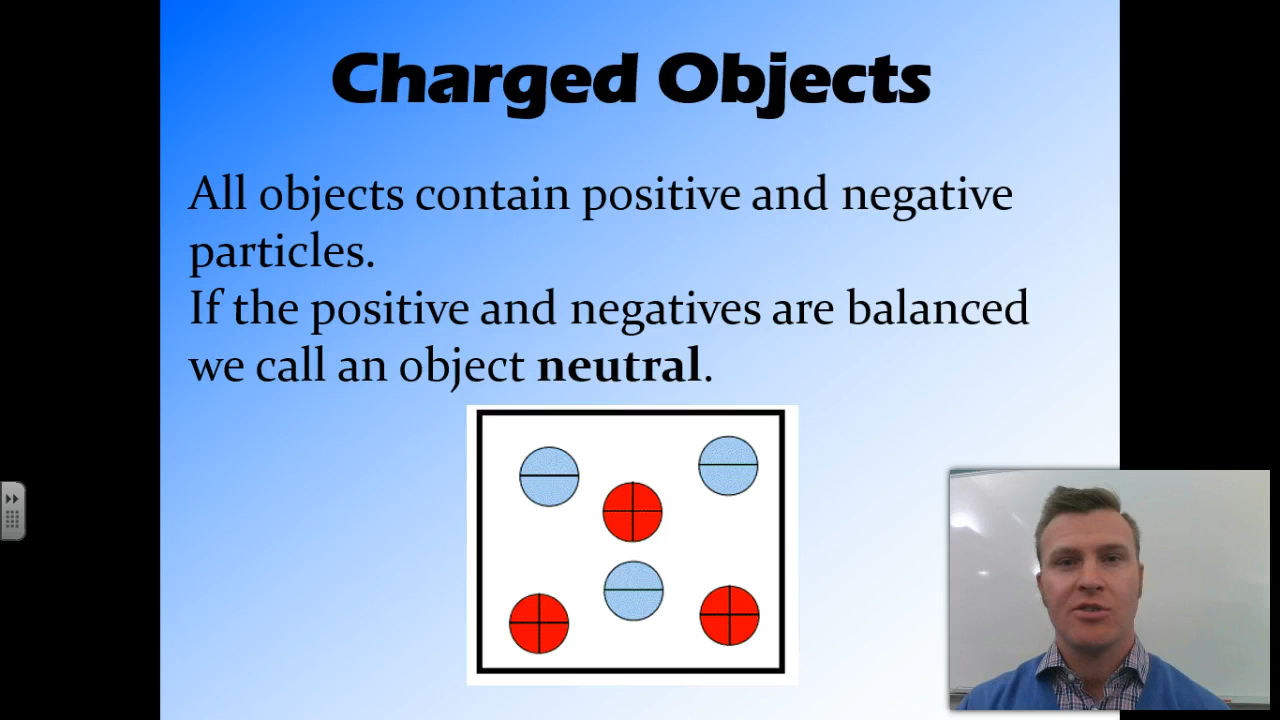 Charged Objects
All objects contain positive and negative
particles.
If the positive and negatives are balanced
we call an object neutral.